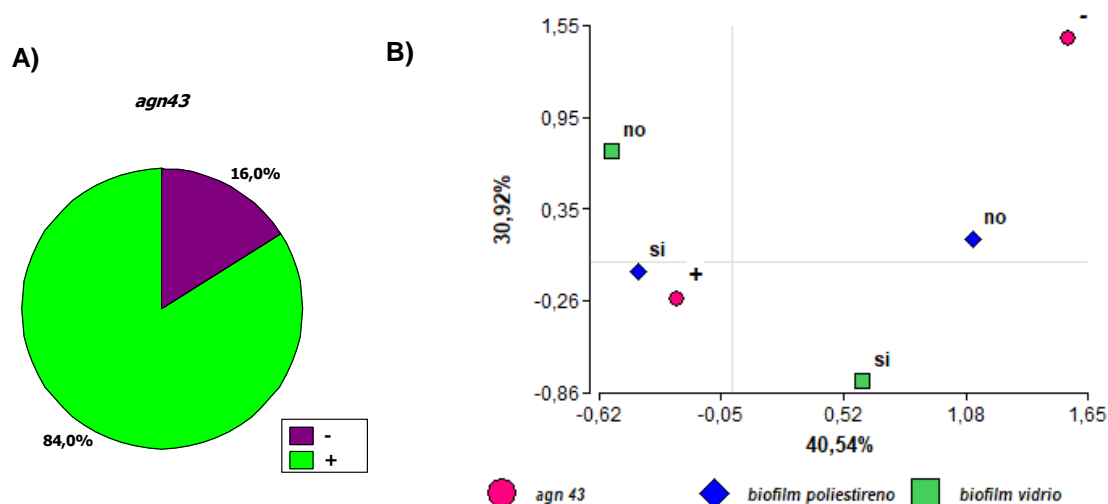 A)
agn43
16,0%
84,0%
-
+
B)
1,55
0,95
0,35
-0,26
-0,86
30,92%
-
no
no
si
+
si
-0,62
-0,05
0,52
1,08
1,65
40,54%
agn 43
biofilm poliestireno
biofilm vidrio